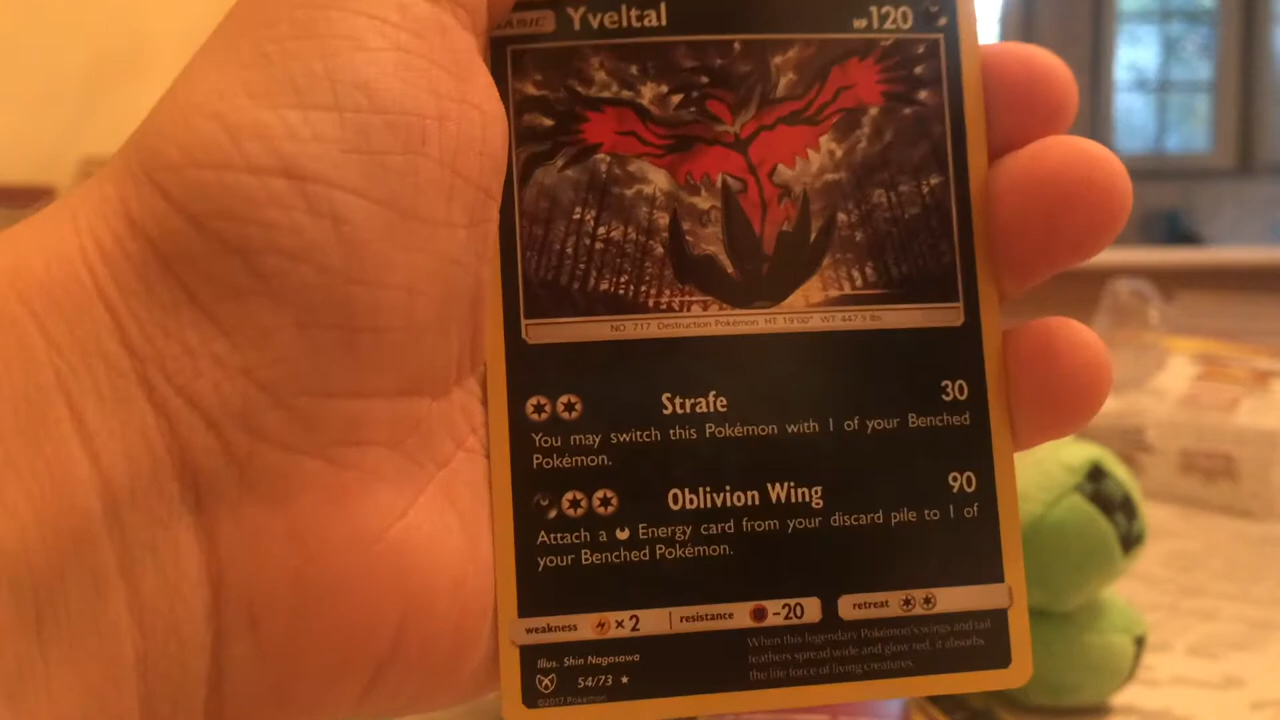 BASIC Yveltal HP120
NO. 717 Destruction Pokémon HT: 19'00" WT: 447.9 lbs.
Strafe 30
You may switch this Pokémon with 1 of your Benched
Pokémon.
Oblivion Wing 90
Attach a Energy card from your discard pile to 1 of
your Benched Pokémon.
weakness ×2 resistance -20 retreat
When this legendary Pokémon's wings and tail
feathers spread wide and glow red, it absorbs
the life force of living creatures.
Illus. Shin Nagasawa
54/73
©2017 Pokémon